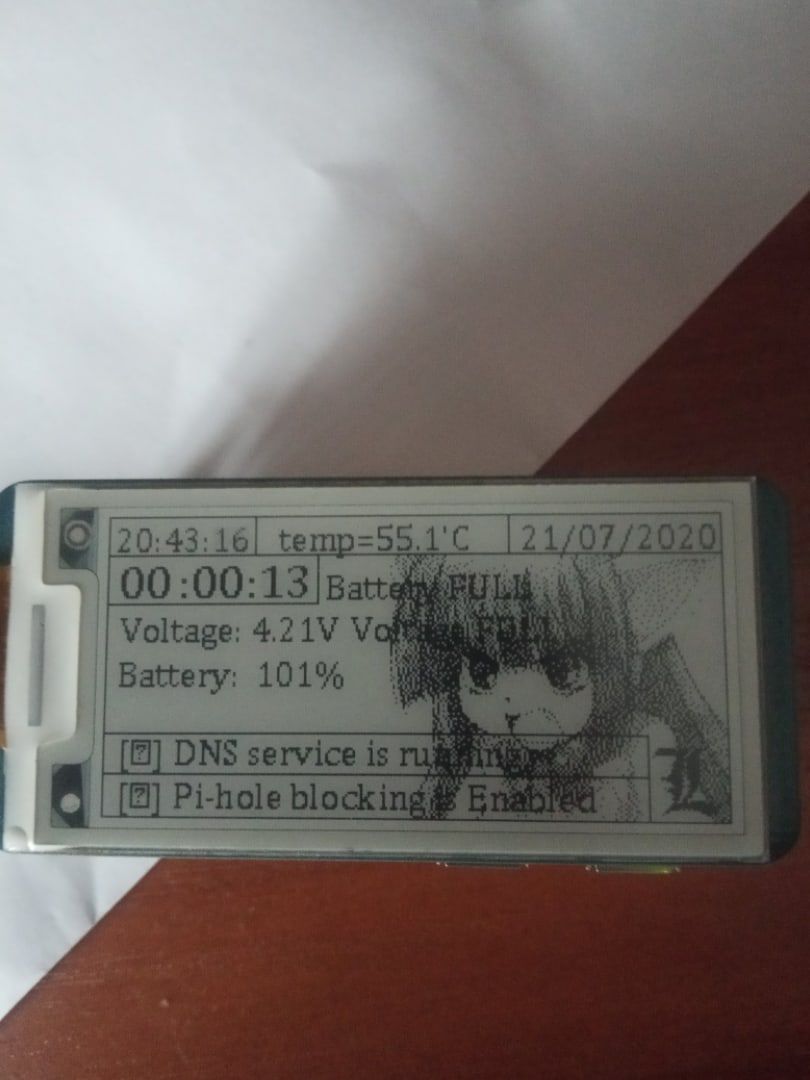 20:43:16 temp=55.1'C 21/07/2020
00:00:13 Battery FULL
Voltage: 4.21V Voltage FULL
Battery: 101%
[?] DNS service is running
[?] Pi-hole blocking is Enabled
L